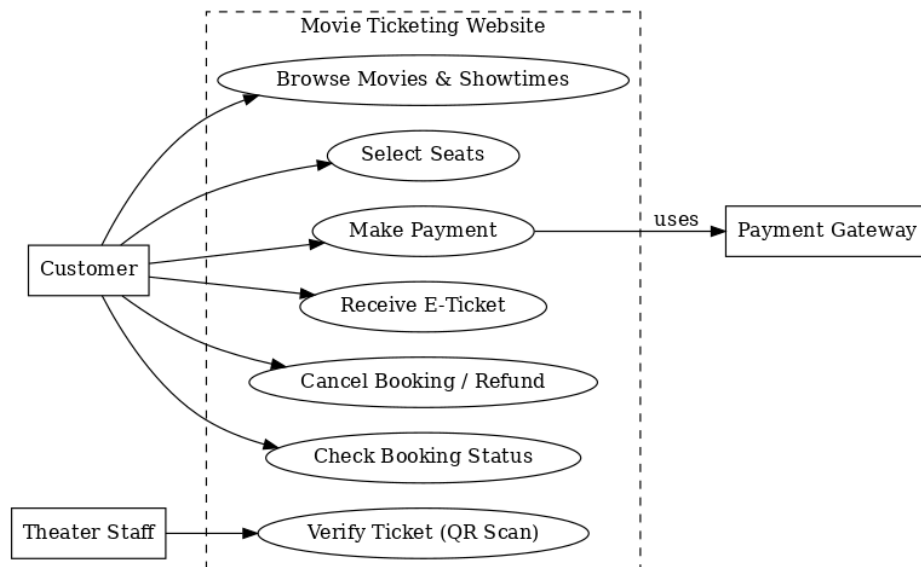 Movie Ticketing Website
Browse Movies & Showtimes
Select Seats
Make Payment
uses
Payment Gateway
Customer
Receive E-Ticket
Cancel Booking / Refund
Check Booking Status
Theater Staff
Verify Ticket (QR Scan)